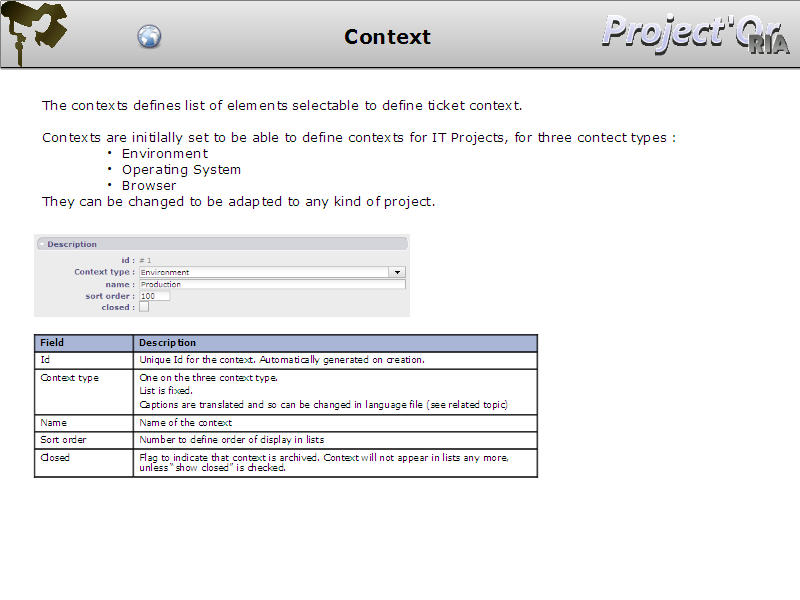 Context
Project'Or
RIA
The contexts defines list of elements selectable to define ticket context.
Contexts are initilally set to be able to define contexts for IT Projects, for three contect types :
• Environment
• Operating System
• Browser
They can be changed to be adapted to any kind of project.
Description
id : # 1
Context type : Environment
name : Production
sort order : 100
closed :
Field Description
Id Unique Id for the context. Automatically generated on creation.
Context type One on the three context type.
List is fixed.
Captions are translated and so can be changed in language file (see related topic)
Name Name of the context
Sort order Number to define order of display in lists
Closed Flag to indicate that context is archived. Context will not appear in lists any more,
unless “show closed” is checked.